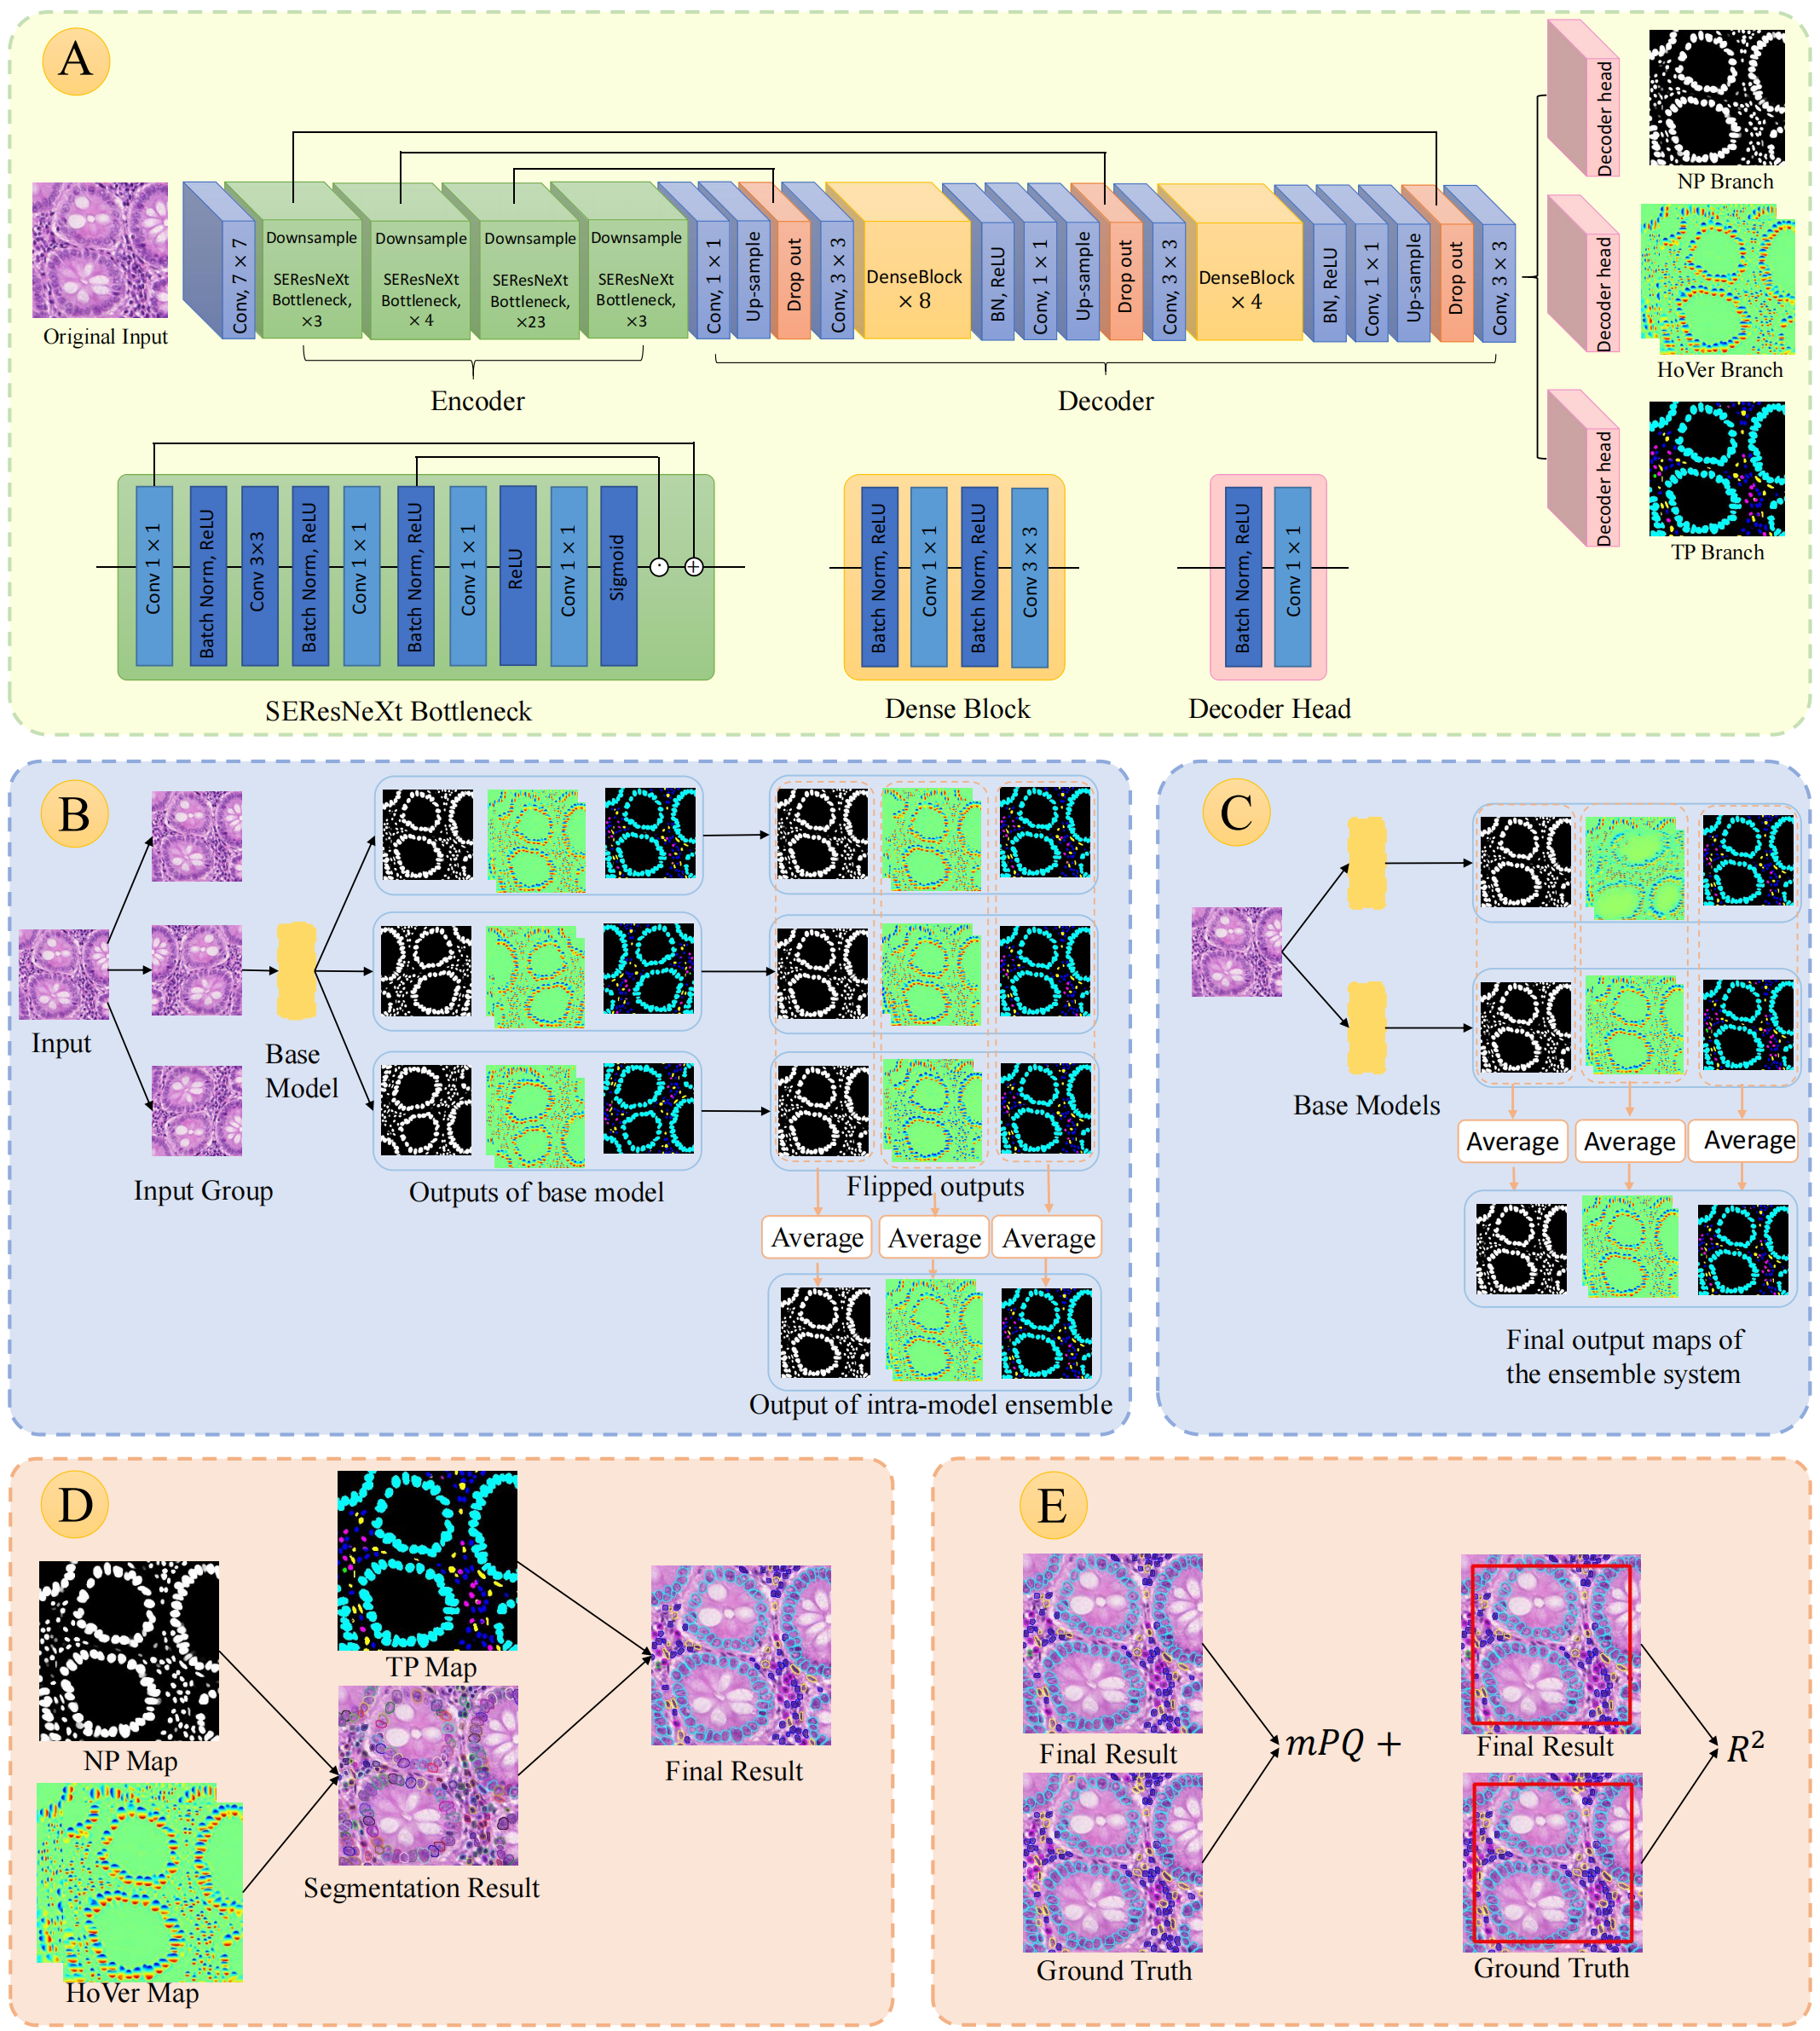 A
Original Input
Conv, 7 × 7
Downsample
SEResNeXt
Bottleneck,
×3
Downsample
SEResNeXt
Bottleneck,
× 4
Downsample
SEResNeXt
Bottleneck,
×23
Downsample
SEResNeXt
Bottleneck,
×3
Conv, 1 × 1
Up-sample
Drop out
Conv, 3 × 3
DenseBlock
× 8
BN, ReLU
Conv, 1 × 1
Up-sample
Drop out
Conv, 3 × 3
DenseBlock
× 4
BN, ReLU
Conv, 1 × 1
Up-sample
Drop out
Conv, 3 × 3
Encoder
Decoder
Decoder head
NP Branch
Decoder head
HoVer Branch
Decoder head
TP Branch
Conv 1 × 1
Batch Norm, ReLU
Conv 3×3
Batch Norm, ReLU
Conv 1 × 1
Batch Norm, ReLU
Conv 1 × 1
ReLU
Conv 1 × 1
Sigmoid
SEResNeXt Bottleneck
Batch Norm, ReLU
Conv 1 × 1
Batch Norm, ReLU
Conv 3 × 3
Dense Block
Batch Norm, ReLU
Conv 1 × 1
Decoder Head
B
Input
Input Group
Base
Model
Outputs of base model
Flipped outputs
Average
Average
Average
Output of intra-model ensemble
C
Base Models
Average
Average
Average
Final output maps of
the ensemble system
D
NP Map
HoVer Map
TP Map
Segmentation Result
Final Result
E
Final Result
Ground Truth
mPQ +
Final Result
Ground Truth
R²